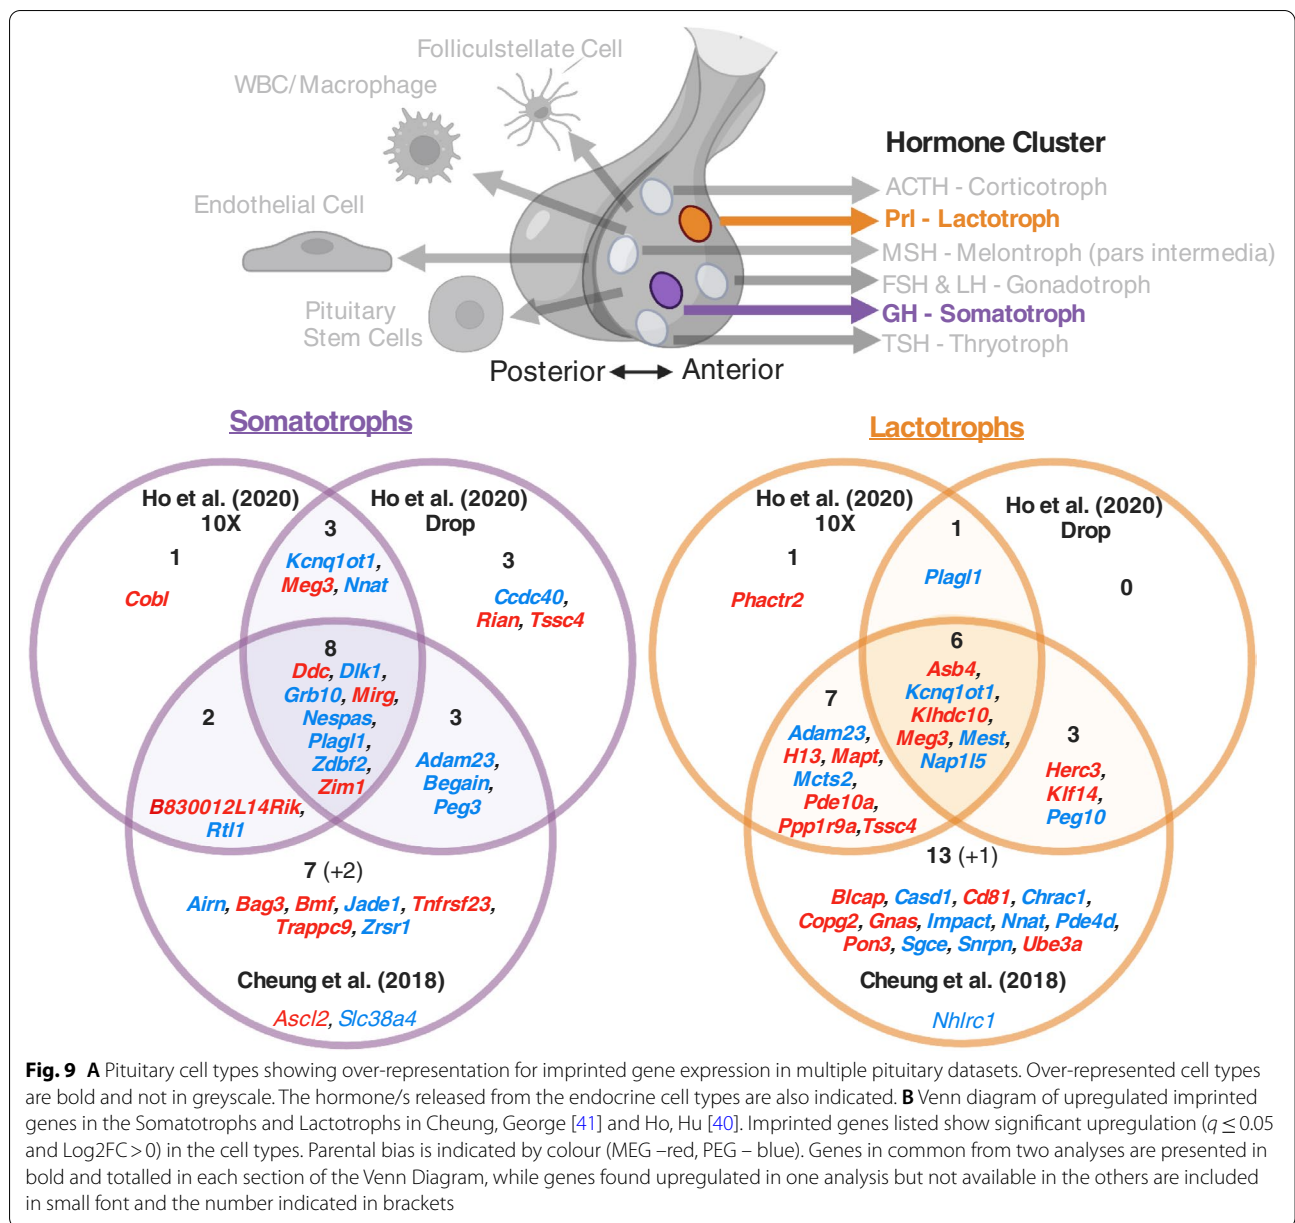 Folliculstellate Cell
WBC/ Macrophage
Endothelial Cell
Pituitary
Stem Cells
Hormone Cluster
ACTH - Corticotroph
Prl - Lactotroph
MSH - Melontroph (pars intermedia)
FSH & LH - Gonadotroph
GH - Somatotroph
TSH - Thryotroph
Posterior
Anterior
Somatotrophs
Ho et al. (2020)
10X
1
Cobl
3
Kcnq1ot1,
Meg3, Nnat
Ho et al. (2020)
Drop
3
Ccdc40,
Rian, Tssc4
8
Ddc, Dlk1,
Grb10, Mirg,
Nespas,
Plagl1,
Zdbf2,
Zim1
2
B830012L14Rik,
Rtl1
3
Adam23,
Begain,
Peg3
7 (+2)
Airn, Bag3, Bmf, Jade1, Tnfrsf23,
Trappc9, Zrsr1
Cheung et al. (2018)
Ascl2, Slc38a4
Lactotrophs
Ho et al. (2020)
10X
1
Phactr2
1
Plagl1
Ho et al. (2020)
Drop
0
6
Asb4,
Kcnq1ot1,
Klhdc10,
Meg3, Mest,
Nap1l5
7
Adam23,
H13, Mapt,
Mcts2,
Pde10a,
Ppp1r9a,Tssc4
3
Herc3,
Klf14,
Peg10
13 (+1)
Blcap, Casd1, Cd81, Chrac1,
Copg2, Gnas, Impact, Nnat, Pde4d,
Pon3, Sgce, Snrpn, Ube3a
Cheung et al. (2018)
Nhlrc1
Fig. 9 A Pituitary cell types showing over-representation for imprinted gene expression in multiple pituitary datasets. Over-represented cell types
are bold and not in greyscale. The hormone/s released from the endocrine cell types are also indicated. B Venn diagram of upregulated imprinted
genes in the Somatotrophs and Lactotrophs in Cheung, George [41] and Ho, Hu [40]. Imprinted genes listed show significant upregulation (q ≤ 0.05
and Log2FC > 0) in the cell types. Parental bias is indicated by colour (MEG –red, PEG – blue). Genes in common from two analyses are presented in
bold and totalled in each section of the Venn Diagram, while genes found upregulated in one analysis but not available in the others are included
in small font and the number indicated in brackets